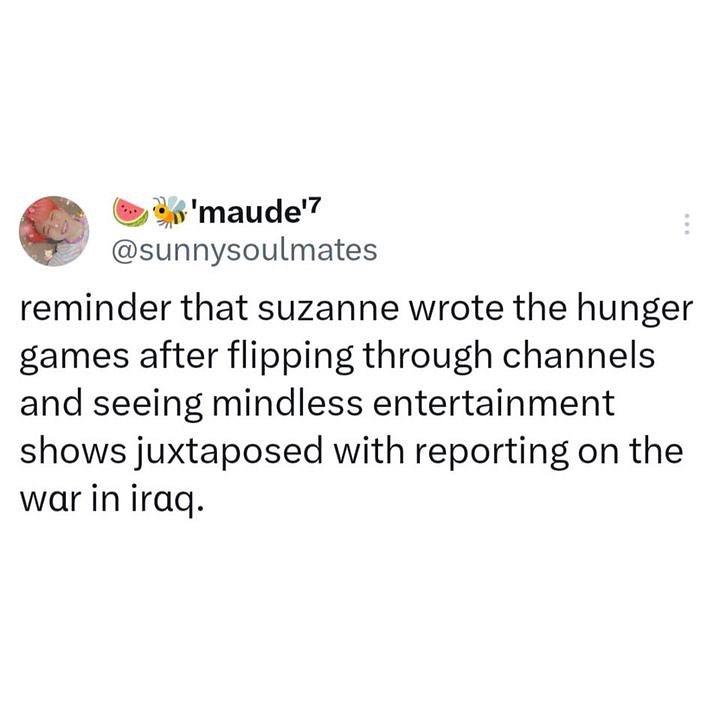 🍉🐝'maude'⁷
@sunnysoulmates
reminder that suzanne wrote the hunger
games after flipping through channels
and seeing mindless entertainment
shows juxtaposed with reporting on the
war in iraq.